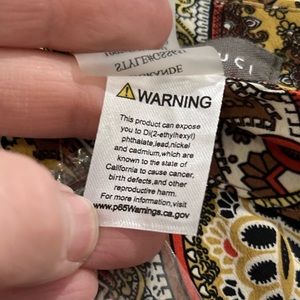 ⚠WARNING
This product can expose
you to Di(2-ethylhexyl)
phthalate,lead,nickel
and cadmium,which are
known to the state of
California to cause cancer,
birth defects,and other
reproductive harm.
For more information,visit
www.p65Warnings.ca.gov
UCI